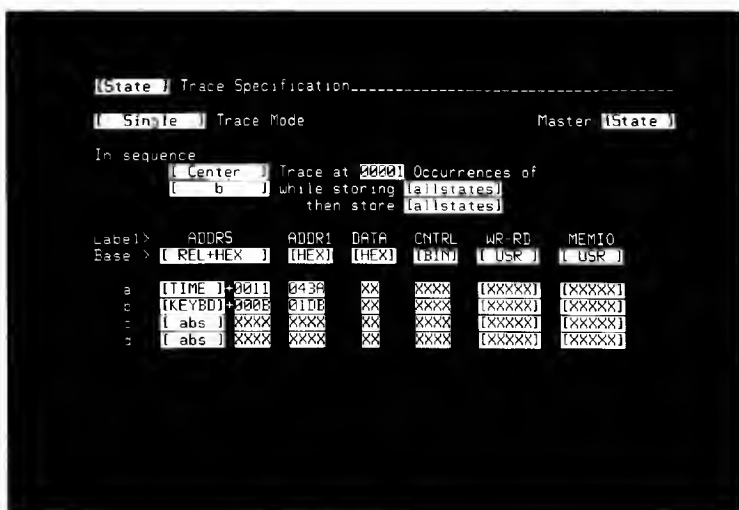 [State ] Trace Specification
[ Single ] Trace Mode Master [State ]
In sequence
[ Center ] Trace at 00001 Occurrences of
[ b ] while storing [allstates]
then store [allstates]
Label> ADDRS ADDR1 DATA CNTRL WR-RD MEMIO
Base > [ REL+HEX ] [HEX] [HEX] [BIN] [ USR ] [ USR ]
a [TIME ]+0011 043A XX XXXX [XXXXX] [XXXXX]
[KEYBD]+000B 01DB XX XXXX [XXXXX] [XXXXX]
[ abs ] XXXX XXXX XX XXXX [XXXXX] [XXXXX]
[ abs ] XXXX XXXX XX XXXX [XXXXX] [XXXXX]